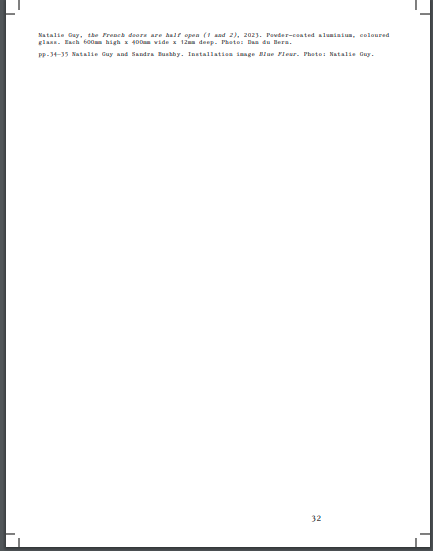 Natalie Guy, the French doors are half open (1 and 2), 2023. Powder-coated aluminium, coloured
glass. Each 600mm high x 400mm wide x 12mm deep. Photo: Dan du Bern.
pp.34–35 Natalie Guy and Sandra Bushby. Installation image Blue Fleur. Photo: Natalie Guy.
32